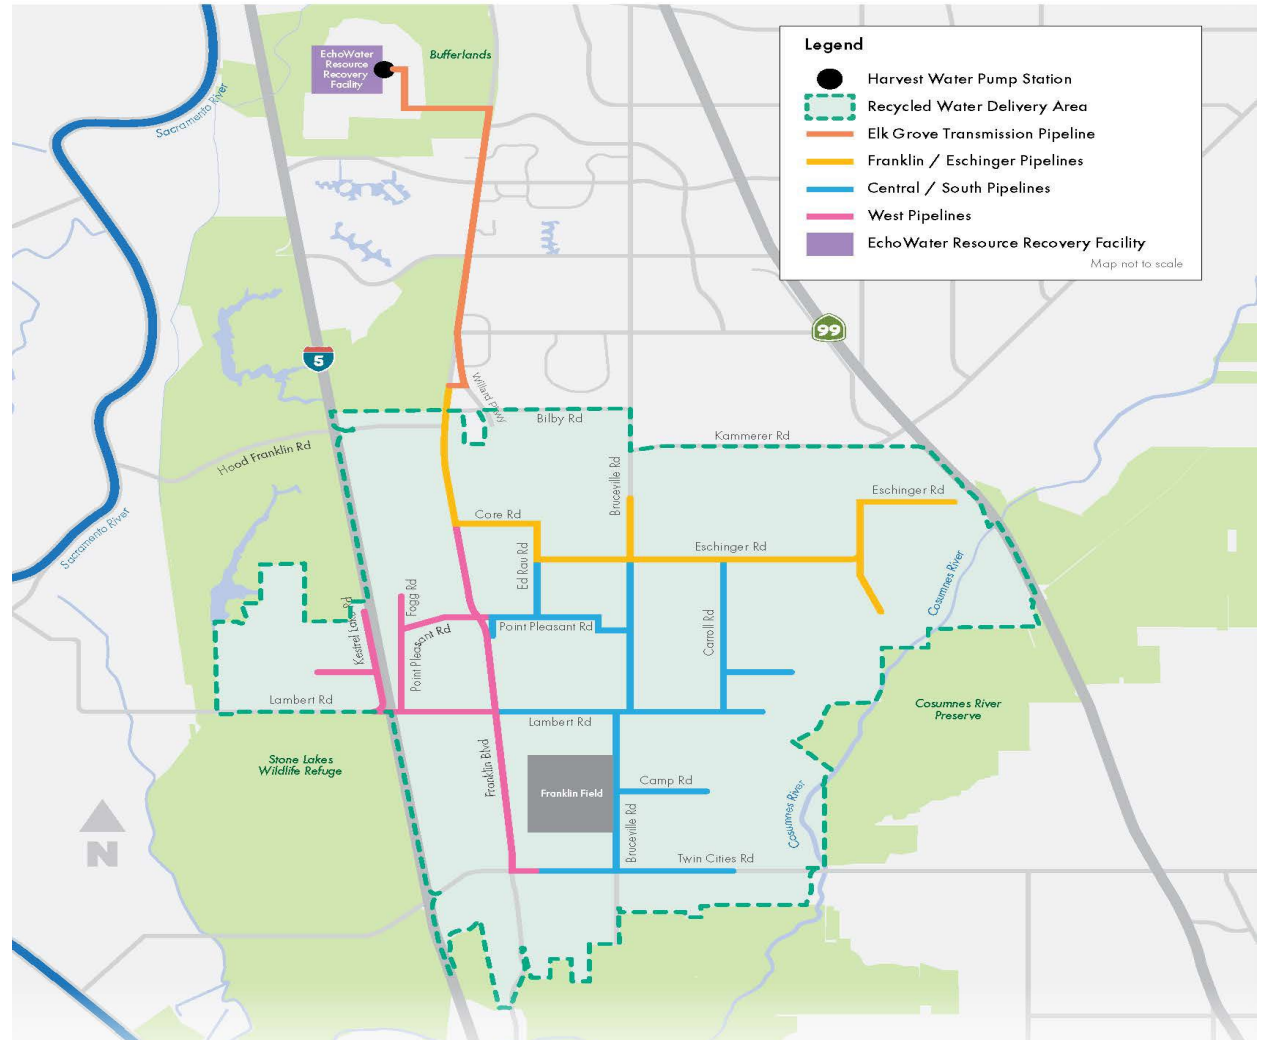 EchoWater
Resource
Recovery
Facility
Bufferlands
Legend
Harvest Water Pump Station
Recycled Water Delivery Area
Elk Grove Transmission Pipeline
Franklin / Eschinger Pipelines
Central / South Pipelines
West Pipelines
EchoWater Resource Recovery Facility
Map not to scale
Sacramento River
99
5
Willard Pkwy
Bilby Rd
Kammerer Rd
Hood Franklin Rd
Bruceville Rd
Eschinger Rd
Core Rd
Sacramento River
Ed Rau Rd
Eschinger Rd
Cosumnes River
Fogg Rd
Kestrel Lake Rd
Point Pleasant Rd
Point Pleasant Rd
Carroll Rd
Lambert Rd
Lambert Rd
Cosumnes River
Preserve
Stone Lakes
Wildlife Refuge
Franklin Blvd
Franklin Field
Camp Rd
Cosumnes River
Bruceville Rd
Twin Cities Rd
N